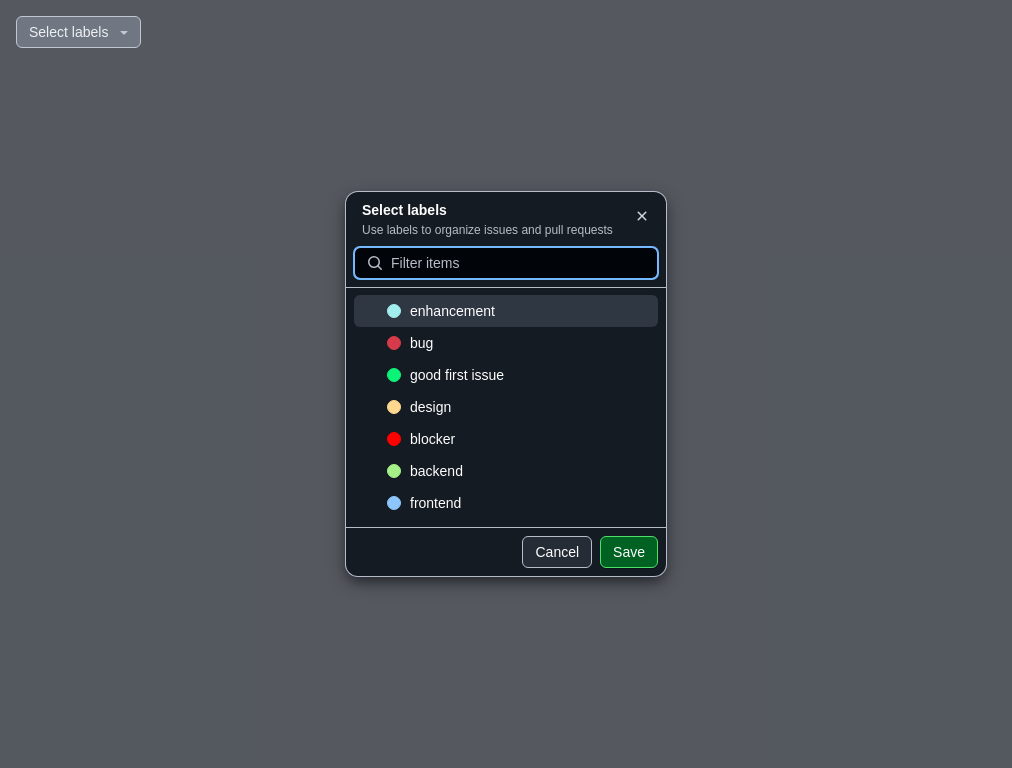 Select labels
Select labels
Use labels to organize issues and pull requests
Filter items
enhancement
bug
good first issue
design
blocker
backend
frontend
Cancel Save